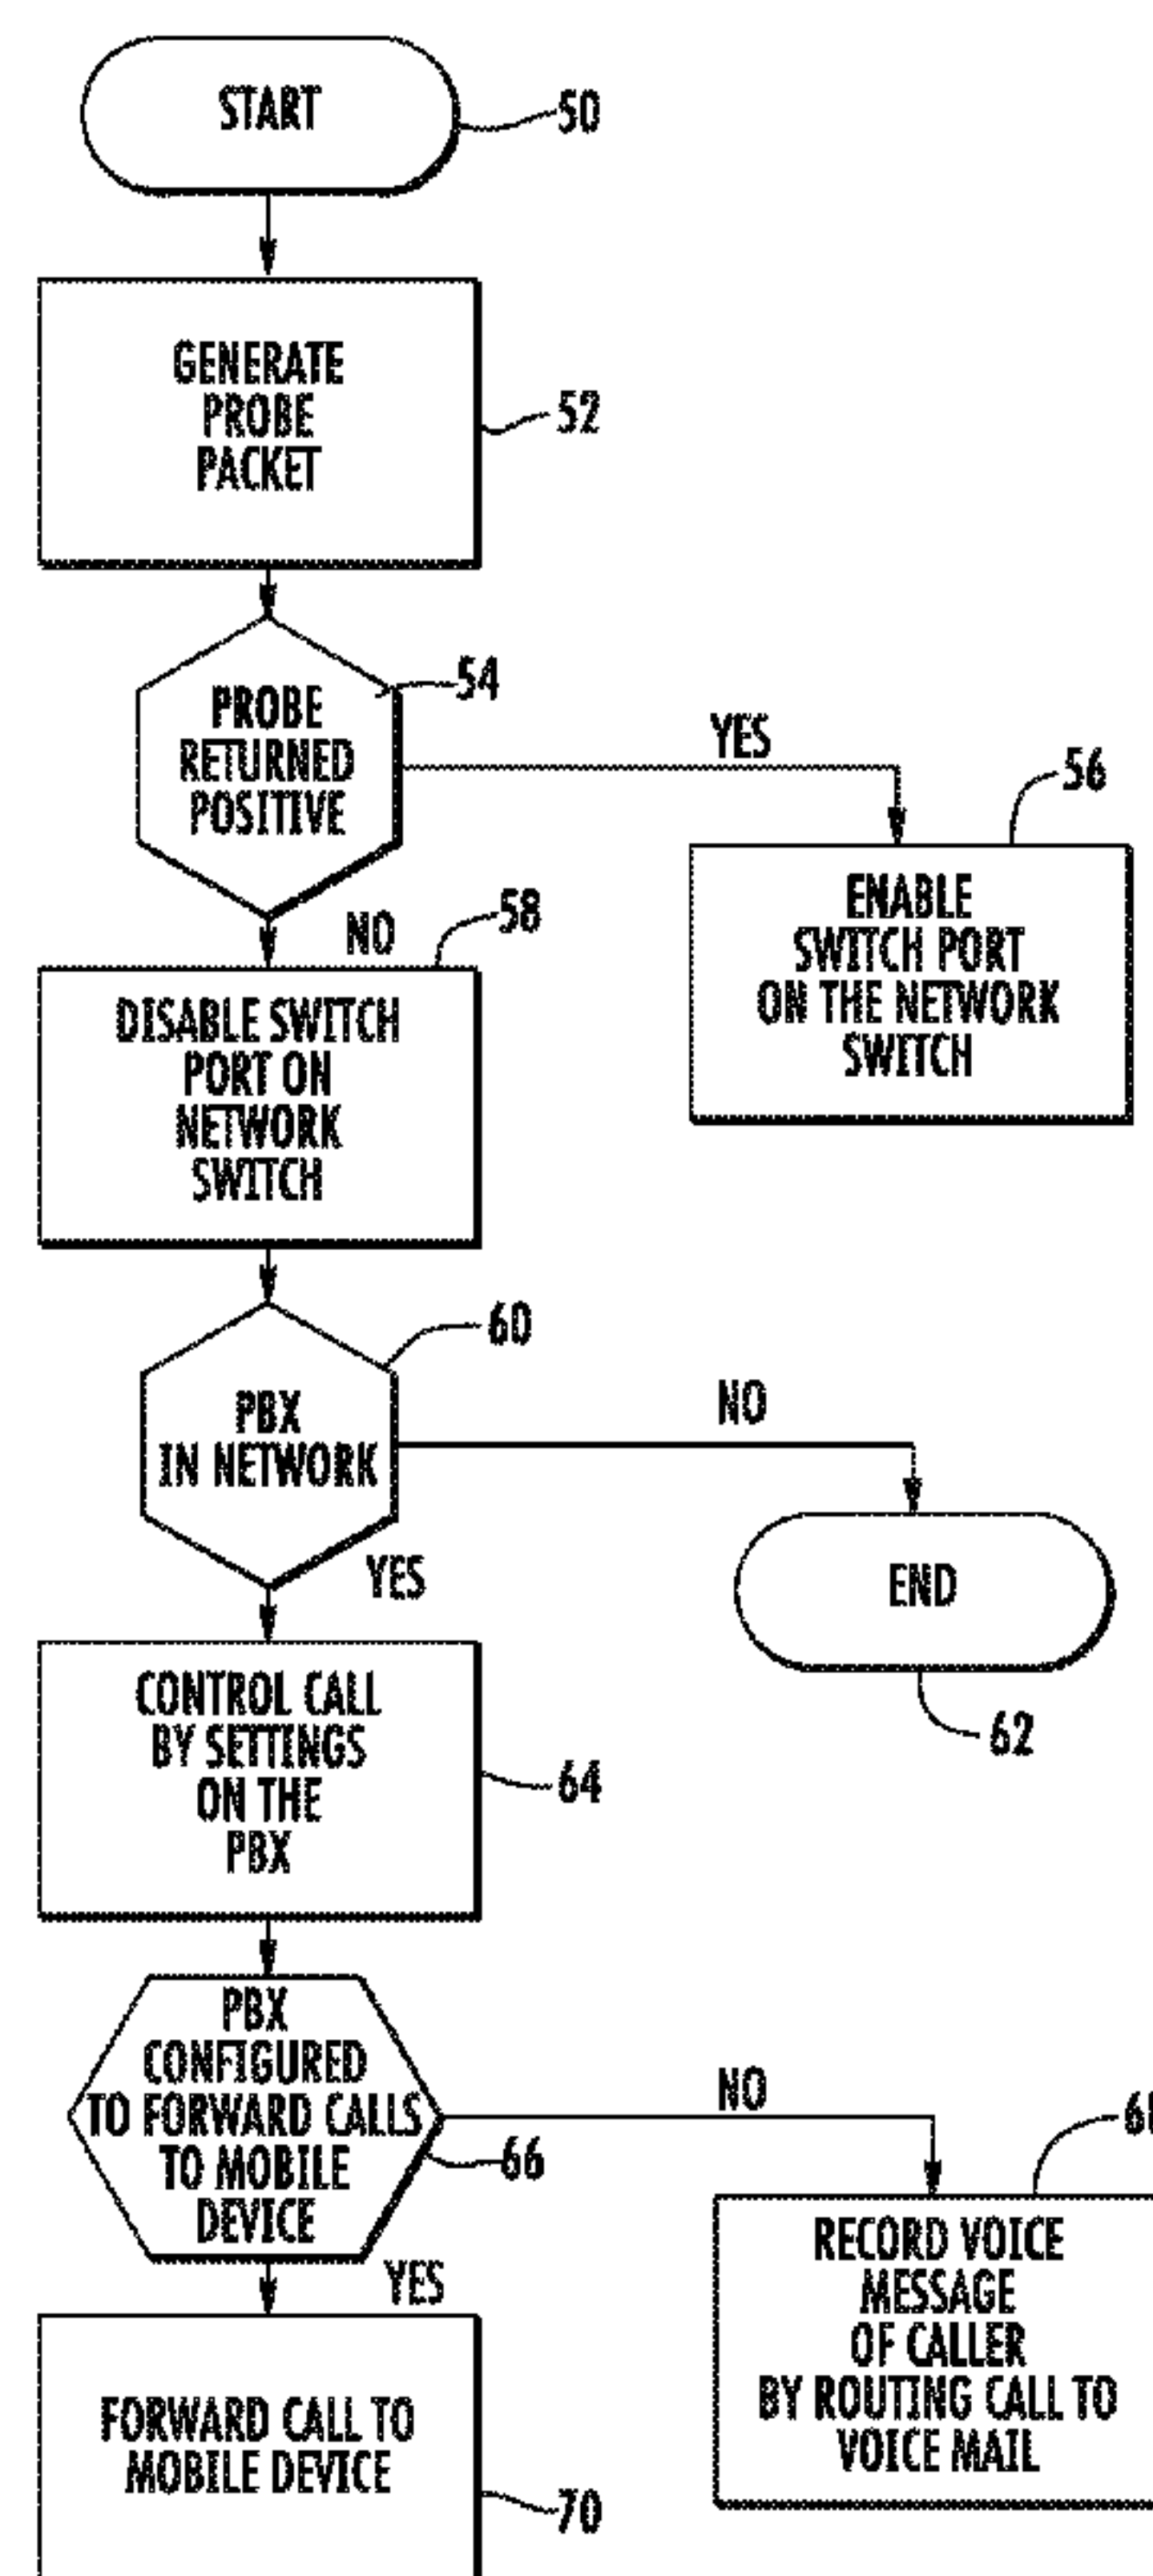 START
50
GENERATE
PROBE
PACKET
52
54
PROBE
RETURNED
POSITIVE
YES
56
ENABLE
SWITCH PORT
ON THE NETWORK
SWITCH
NO
58
DISABLE SWITCH
PORT ON
NETWORK
SWITCH
60
PBX
IN NETWORK
NO
END
62
YES
CONTROL CALL
BY SETTINGS
ON THE
PBX
64
PBX
CONFIGURED
TO FORWARD CALLS
TO MOBILE
DEVICE
66
NO
RECORD VOICE
MESSAGE
OF CALLER
BY ROUTING CALL TO
VOICE MAIL
YES
FORWARD CALL TO
MOBILE DEVICE
70